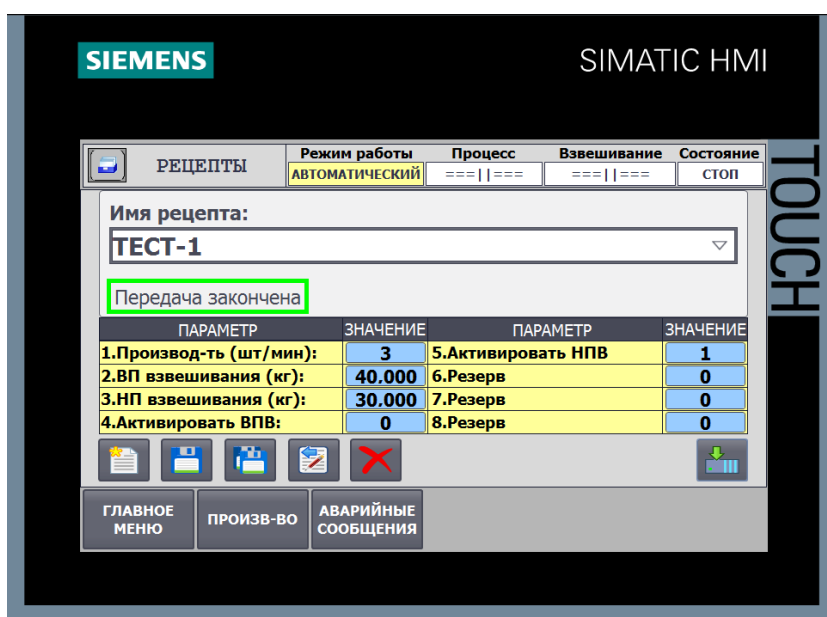 SIEMENS
SIMATIC HMI
TOUCH
РЕЦЕПТЫ
Режим работы Процесс Взвешивание Состояние
АВТОМАТИЧЕСКИЙ ===||=== ===||=== СТОП
Имя рецепта:
ТЕСТ-1
Передача закончена
ПАРАМЕТР ЗНАЧЕНИЕ ПАРАМЕТР ЗНАЧЕНИЕ
1.Производ-ть (шт/мин): 3 5.Активировать НПВ 1
2.ВП взвешивания (кг): 40.000 6.Резерв 0
3.НП взвешивания (кг): 30.000 7.Резерв 0
4.Активировать ВПВ: 0 8.Резерв 0
ГЛАВНОЕ МЕНЮ ПРОИЗВ-ВО АВАРИЙНЫЕ СООБЩЕНИЯ